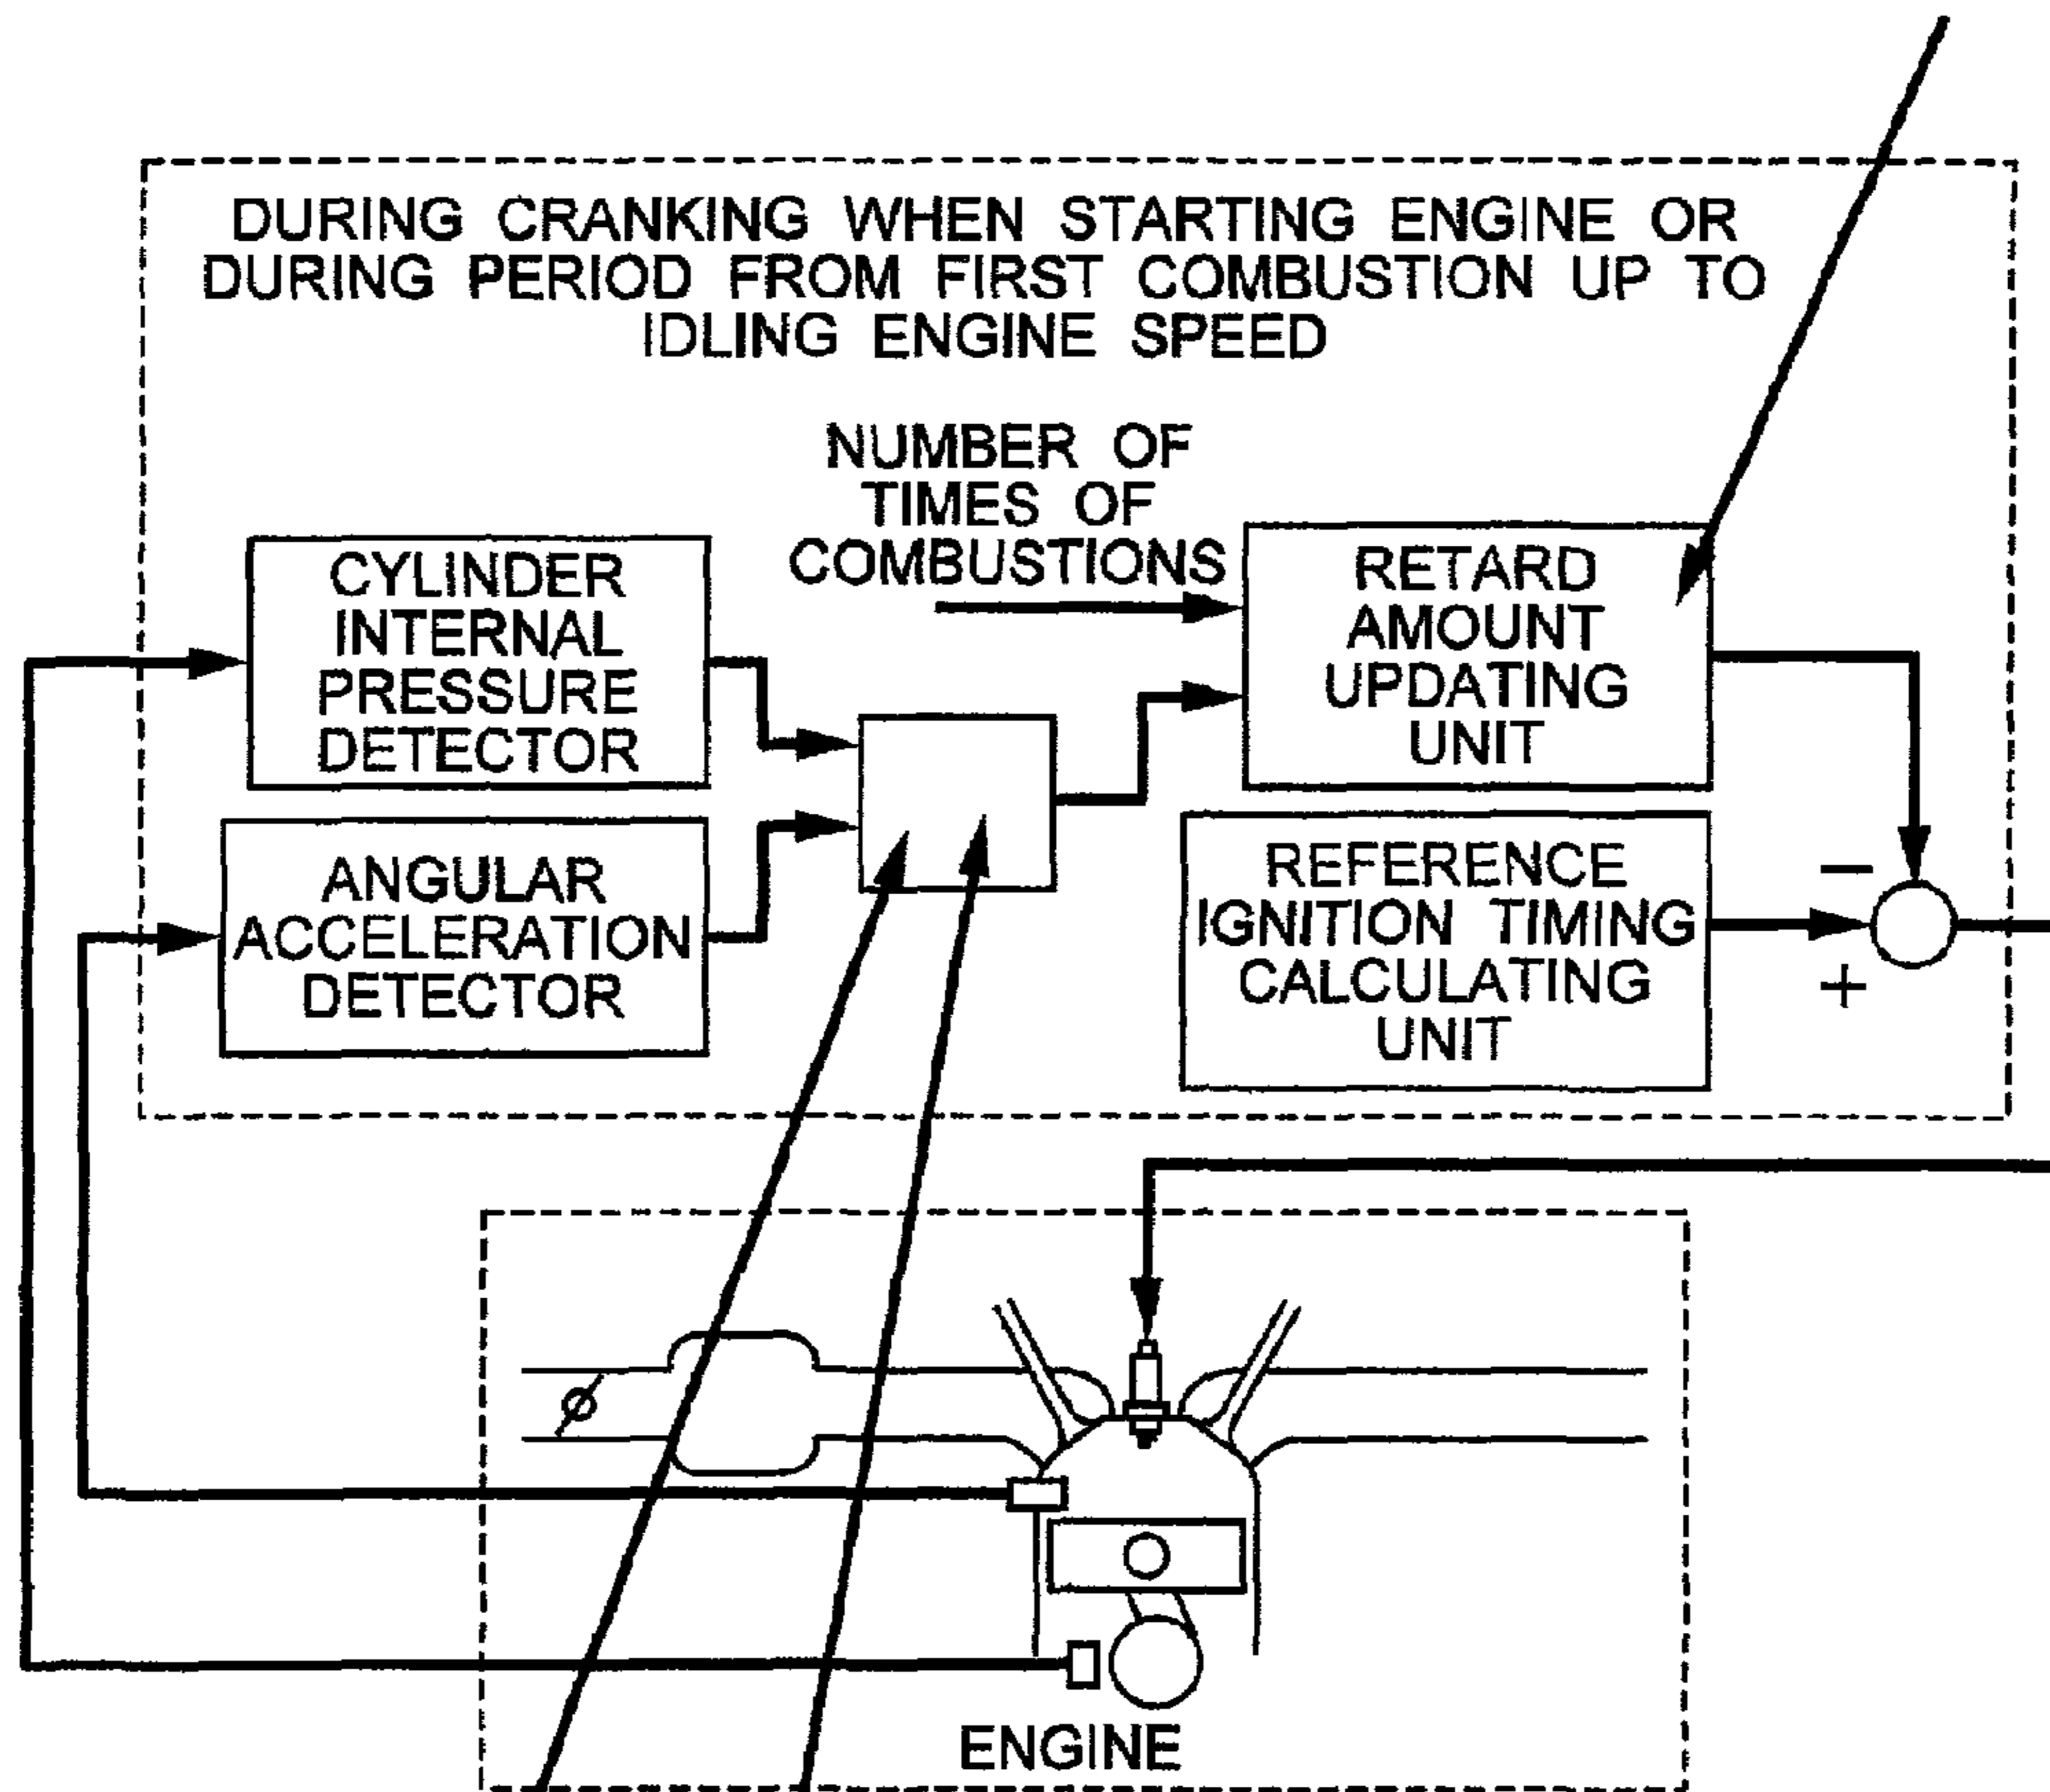 DURING CRANKING WHEN STARTING ENGINE OR
DURING PERIOD FROM FIRST COMBUSTION UP TO
IDLING ENGINE SPEED
NUMBER OF
TIMES OF
COMBUSTIONS
CYLINDER
INTERNAL
PRESSURE
DETECTOR
RETARD
AMOUNT
UPDATING
UNIT
ANGULAR
ACCELERATION
DETECTOR
REFERENCE
IGNITION TIMING
CALCULATING
UNIT
−
+
ENGINE